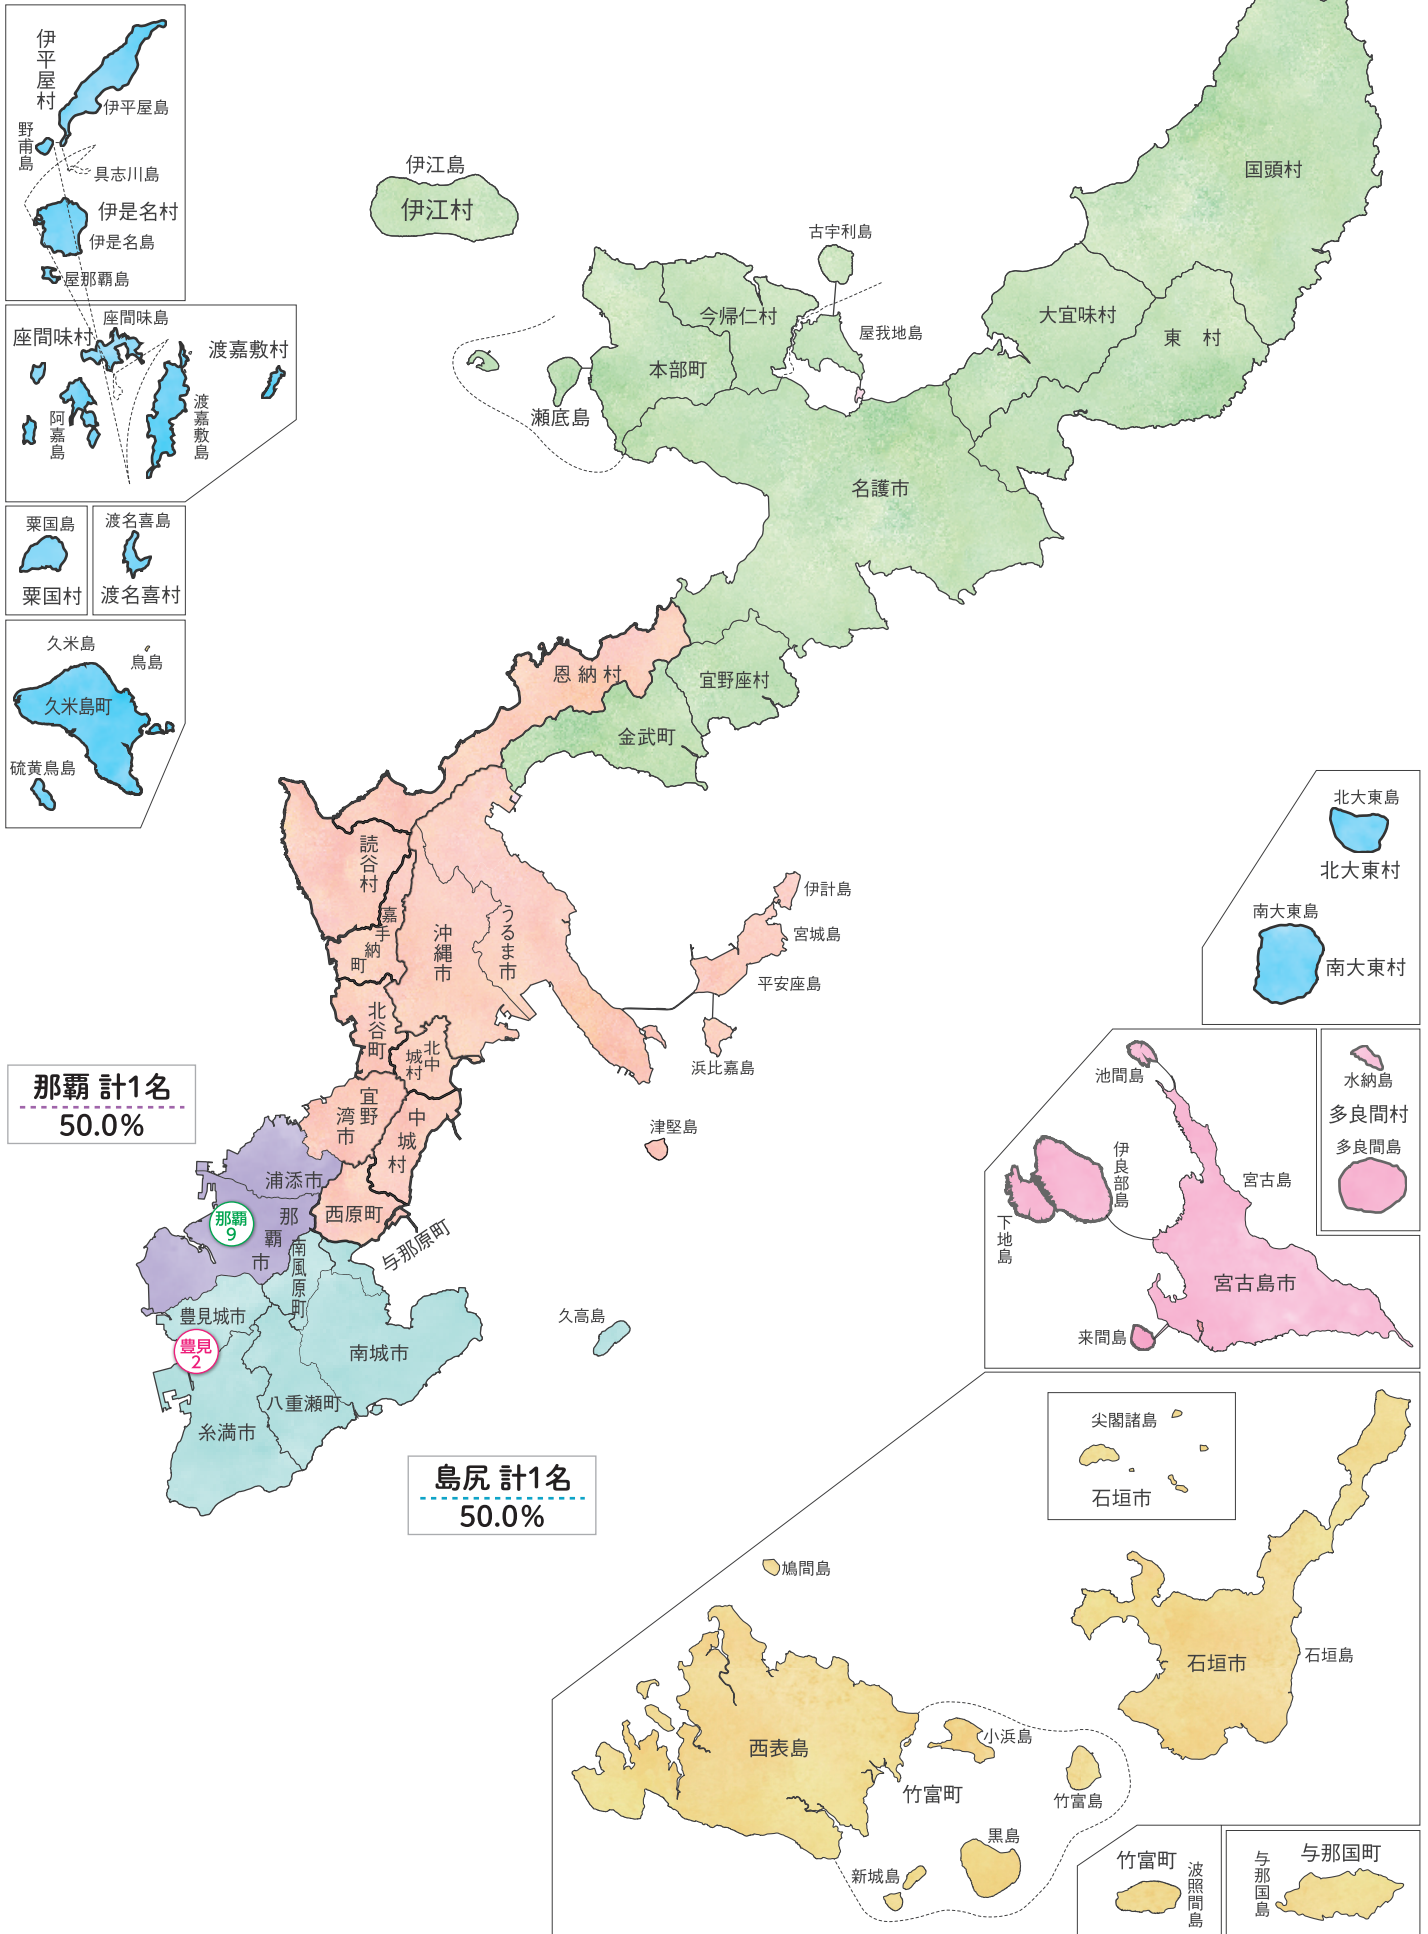 伊平屋村
伊平屋島
野甫島
具志川島
伊是名村
伊是名島
屋那覇島
座間味島
座間味村
渡嘉敷村
阿嘉島
渡嘉敷島
粟国島
粟国村
渡名喜島
渡名喜村
久米島
鳥島
久米島町
硫黄鳥島
伊江島
伊江村
国頭村
古宇利島
今帰仁村
屋我地島
大宜味村
東 村
本部町
瀬底島
名護市
恩納村
宜野座村
金武町
読谷村
嘉手納町
沖縄市
うるま市
伊計島
宮城島
平安座島
浜比嘉島
北谷町
北中城村
宜野湾市
中城村
津堅島
那覇 計1名
50.0%
浦添市
西原町
那覇
9
那覇市
与那原町
南風原町
豊見城市
豊見
2
南城市
久高島
八重瀬町
糸満市
島尻 計1名
50.0%
北大東島
北大東村
南大東島
南大東村
池間島
水納島
多良間村
多良間島
伊良部島
宮古島
下地島
宮古島市
来間島
尖閣諸島
石垣市
鳩間島
石垣市
石垣島
西表島
小浜島
竹富町
竹富島
黒島
新城島
竹富町
波照間島
与那国町
与那国島